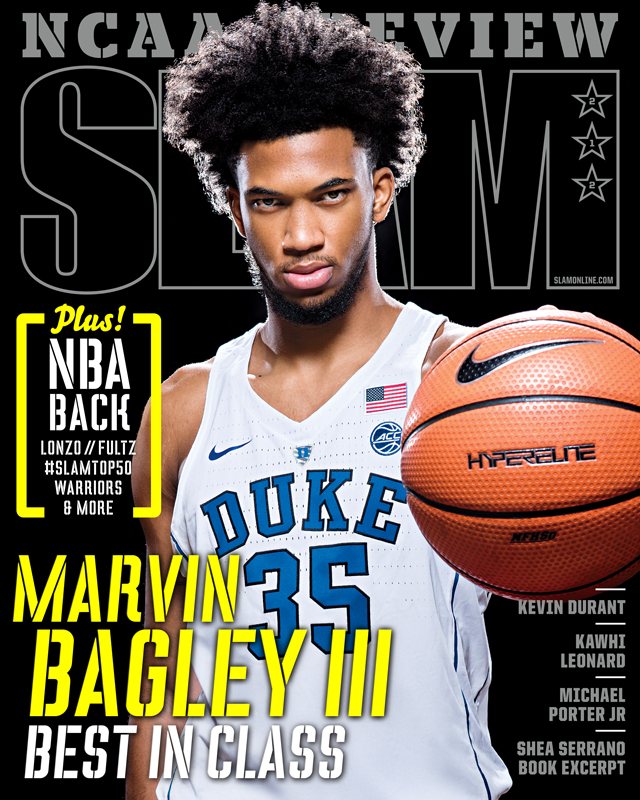 NCAA PREVIEW
SLAM
2
1
2
SLAMONLINE.COM
Plus!
NBA
BACK
LONZO // FULTZ
#SLAMTOP50
WARRIORS
& MORE
ACC
HYPERELITE
DUKE
35
MARVIN
BAGLEY III
BEST IN CLASS
KEVIN DURANT
KAWHI
LEONARD
MICHAEL
PORTER JR
SHEA SERRANO
BOOK EXCERPT